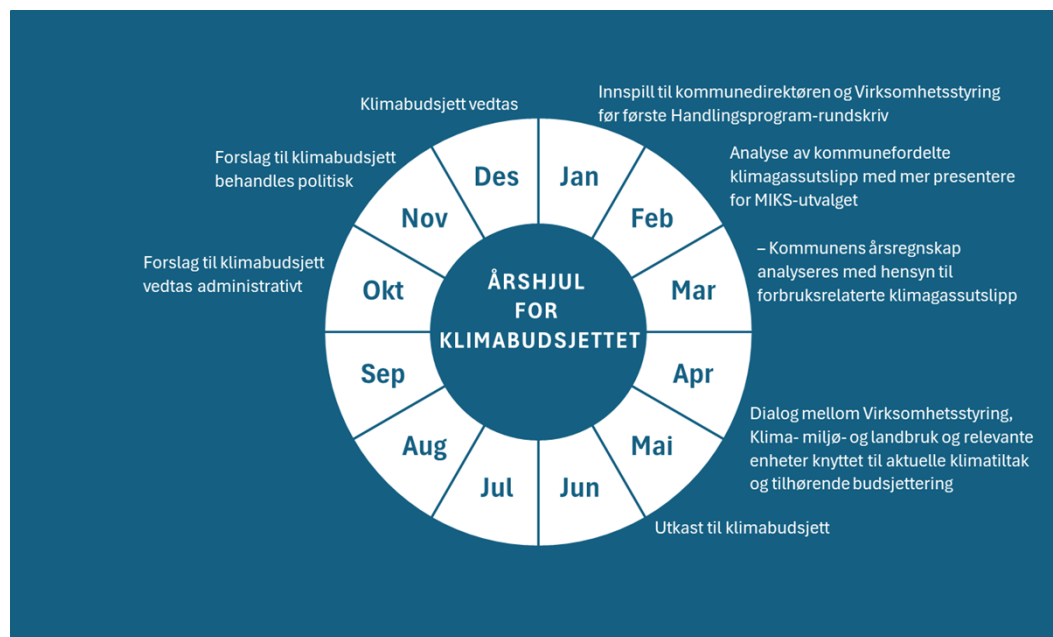 Klimabudsjett vedtas
Innspill til kommunedirektøren og Virksomhetsstyring
før første Handlingsprogram-rundskriv
Forslag til klimabudsjett
behandles politisk
Analyse av kommunefordelte
klimagassutslipp med mer presentere
for MIKS-utvalget
Forslag til klimabudsjett
vedtas administrativt
– Kommunens årsregnskap
analyseres med hensyn til
forbruksrelaterte klimagassutslipp
Dialog mellom Virksomhetsstyring,
Klima- miljø- og landbruk og relevante
enheter knyttet til aktuelle klimatiltak
og tilhørende budsjettering
Utkast til klimabudsjett
Jan
Feb
Mar
Apr
Mai
Jun
Jul
Aug
Sep
Okt
Nov
Des
ÅRSHJUL
FOR
KLIMABUDSJETTET